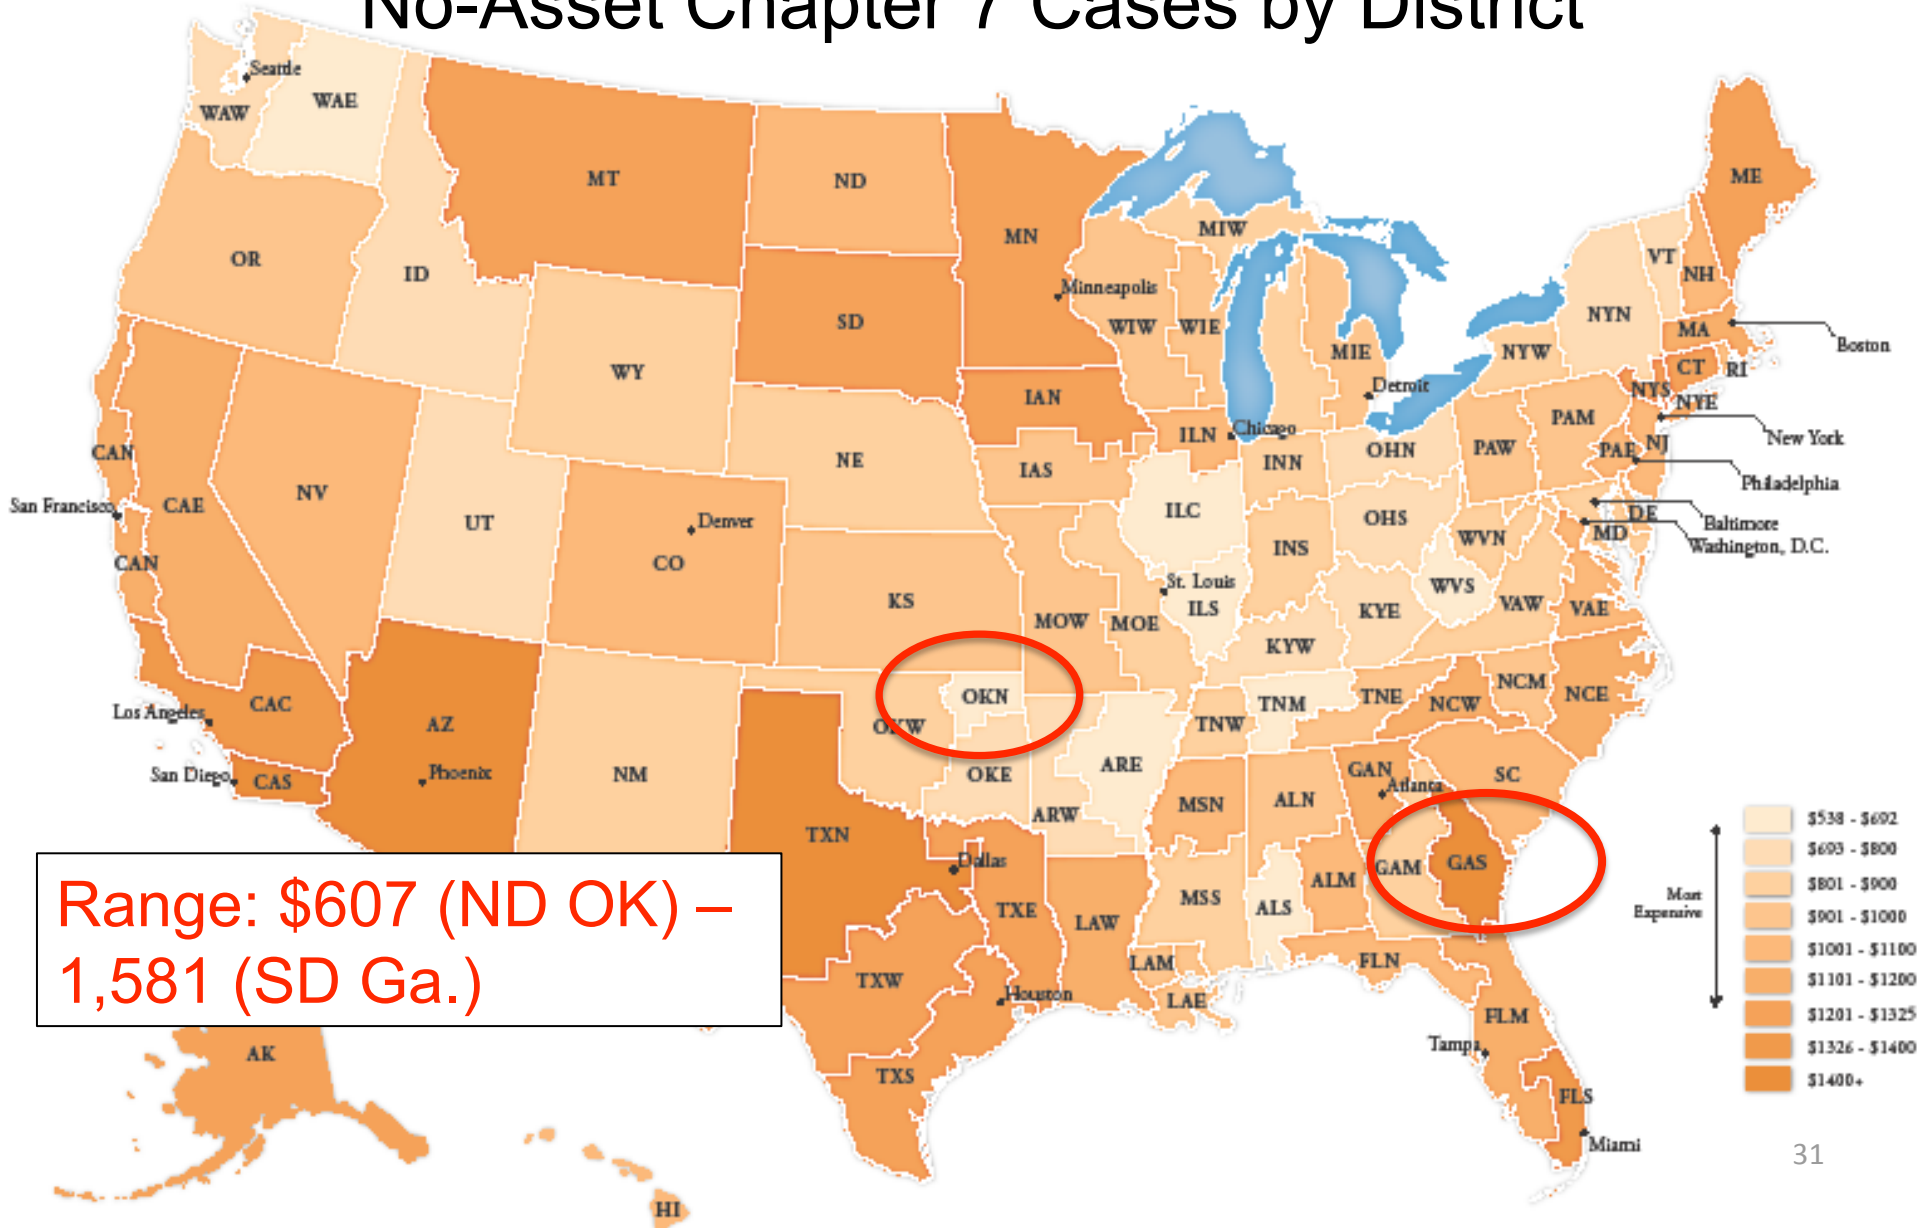 No-Asset Chapter 7 Cases by District
Seattle
WAE
WAW
MT
ND
ME
MN
MIW
OR
ID
VT
NH
Minneapolis
SD
NYN
WIW
WIE
MA
Boston
MIE
NYW
WY
CT
RI
Detroit
NYS
NYE
IAN
PAM
ILN
Chicago
New York
CAN
PAW
PAE
NJ
OHN
NE
IAS
INN
Philadelphia
NV
San Francisco
CAE
ILC
DE
Denver
UT
OHS
Baltimore
MD
WVN
INS
Washington, D.C.
CAN
CO
St. Louis
WVS
KS
ILS
VAW
VAE
KYE
MOW
MOE
KYW
OKN
TNE
NCM
NCE
CAC
TNM
NCW
Los Angeles
AZ
OKW
TNW
ARE
San Diego
CAS
Phoenix
NM
OKE
GAN
Atlanta
SC
MSN
ALN
ARW
$538 - $692
TXN
$693 - $800
Dallas
GAM
GAS
$801 - $900
ALM
Most
Expensive
MSS
ALS
TXE
LAW
$901 - $1000
$1001 - $1100
LAM
FLN
$1101 - $1200
TXW
Houston
LAE
$1201 - $1325
FLM
Tampa
$1326 - $1400
$1400+
Range: $607 (ND OK) –
1,581 (SD Ga.)
AK
TXS
FLS
Miami
31
HI